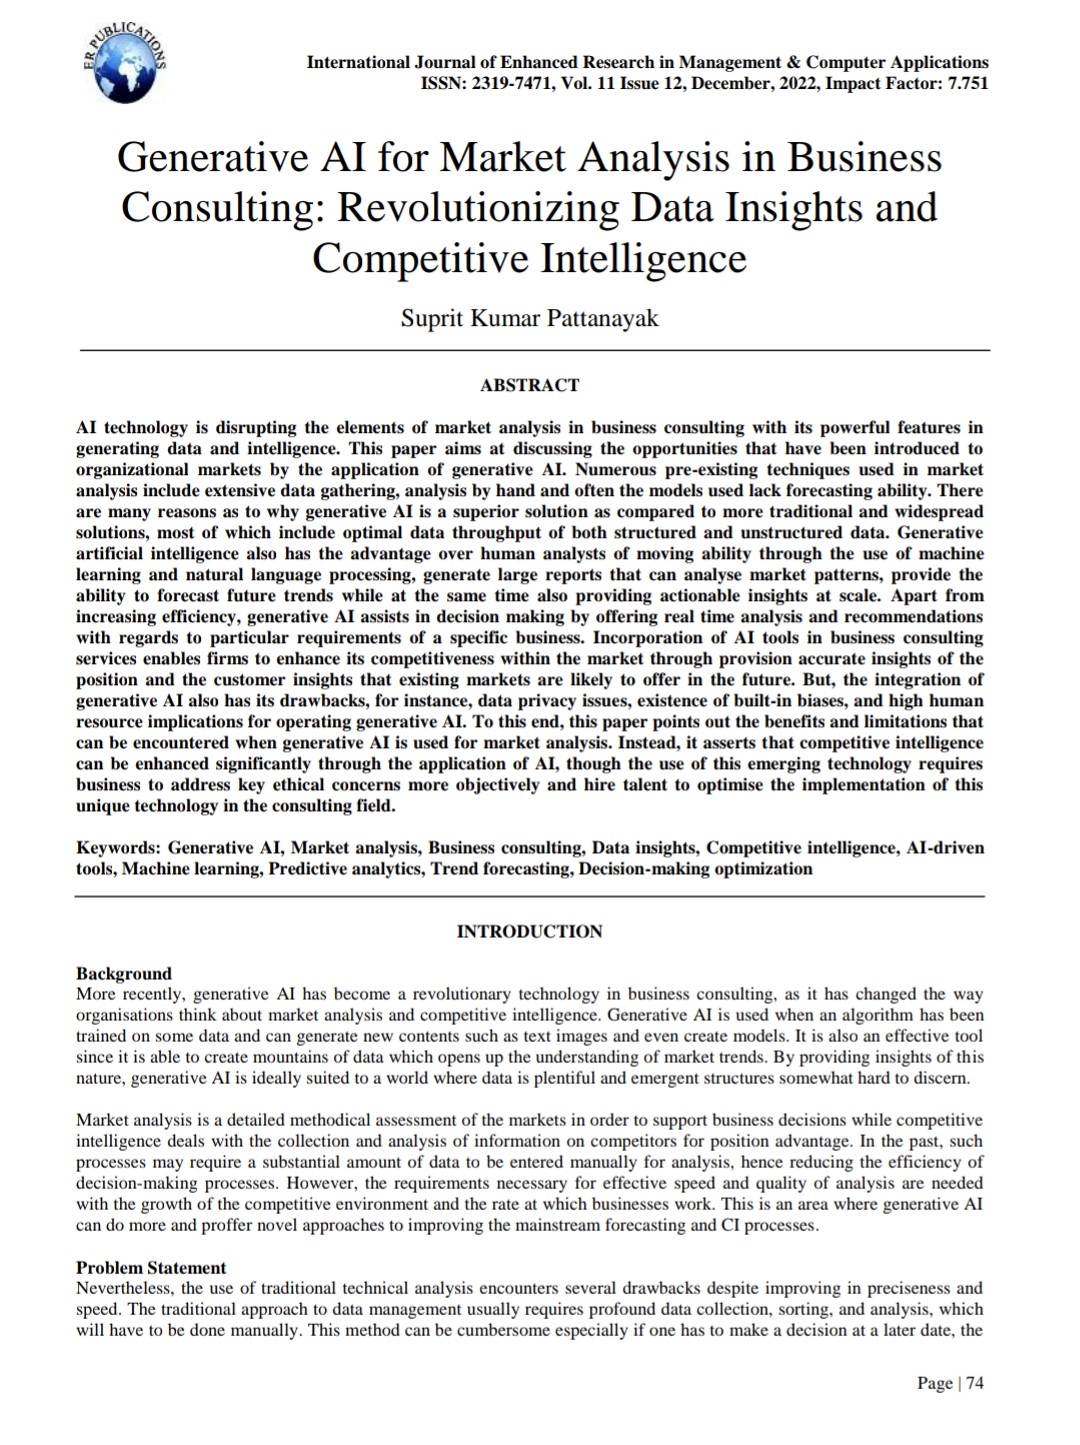 ER PUBLICATIONS
International Journal of Enhanced Research in Management & Computer Applications
ISSN: 2319-7471, Vol. 11 Issue 12, December, 2022, Impact Factor: 7.751
Generative AI for Market Analysis in Business
Consulting: Revolutionizing Data Insights and
Competitive Intelligence
Suprit Kumar Pattanayak
ABSTRACT
AI technology is disrupting the elements of market analysis in business consulting with its powerful features in
generating data and intelligence. This paper aims at discussing the opportunities that have been introduced to
organizational markets by the application of generative AI. Numerous pre-existing techniques used in market
analysis include extensive data gathering, analysis by hand and often the models used lack forecasting ability. There
are many reasons as to why generative AI is a superior solution as compared to more traditional and widespread
solutions, most of which include optimal data throughput of both structured and unstructured data. Generative
artificial intelligence also has the advantage over human analysts of moving ability through the use of machine
learning and natural language processing, generate large reports that can analyse market patterns, provide the
ability to forecast future trends while at the same time also providing actionable insights at scale. Apart from
increasing efficiency, generative AI assists in decision making by offering real time analysis and recommendations
with regards to particular requirements of a specific business. Incorporation of AI tools in business consulting
services enables firms to enhance its competitiveness within the market through provision accurate insights of the
position and the customer insights that existing markets are likely to offer in the future. But, the integration of
generative AI also has its drawbacks, for instance, data privacy issues, existence of built-in biases, and high human
resource implications for operating generative AI. To this end, this paper points out the benefits and limitations that
can be encountered when generative AI is used for market analysis. Instead, it asserts that competitive intelligence
can be enhanced significantly through the application of AI, though the use of this emerging technology requires
business to address key ethical concerns more objectively and hire talent to optimise the implementation of this
unique technology in the consulting field.
Keywords: Generative AI, Market analysis, Business consulting, Data insights, Competitive intelligence, AI-driven
tools, Machine learning, Predictive analytics, Trend forecasting, Decision-making optimization
INTRODUCTION
Background
More recently, generative AI has become a revolutionary technology in business consulting, as it has changed the way
organisations think about market analysis and competitive intelligence. Generative AI is used when an algorithm has been
trained on some data and can generate new contents such as text images and even create models. It is also an effective tool
since it is able to create mountains of data which opens up the understanding of market trends. By providing insights of this
nature, generative AI is ideally suited to a world where data is plentiful and emergent structures somewhat hard to discern.
Market analysis is a detailed methodical assessment of the markets in order to support business decisions while competitive
intelligence deals with the collection and analysis of information on competitors for position advantage. In the past, such
processes may require a substantial amount of data to be entered manually for analysis, hence reducing the efficiency of
decision-making processes. However, the requirements necessary for effective speed and quality of analysis are needed
with the growth of the competitive environment and the rate at which businesses work. This is an area where generative AI
can do more and proffer novel approaches to improving the mainstream forecasting and CI processes.
Problem Statement
Nevertheless, the use of traditional technical analysis encounters several drawbacks despite improving in preciseness and
speed. The traditional approach to data management usually requires profound data collection, sorting, and analysis, which
will have to be done manually. This method can be cumbersome especially if one has to make a decision at a later date, the
Page | 74